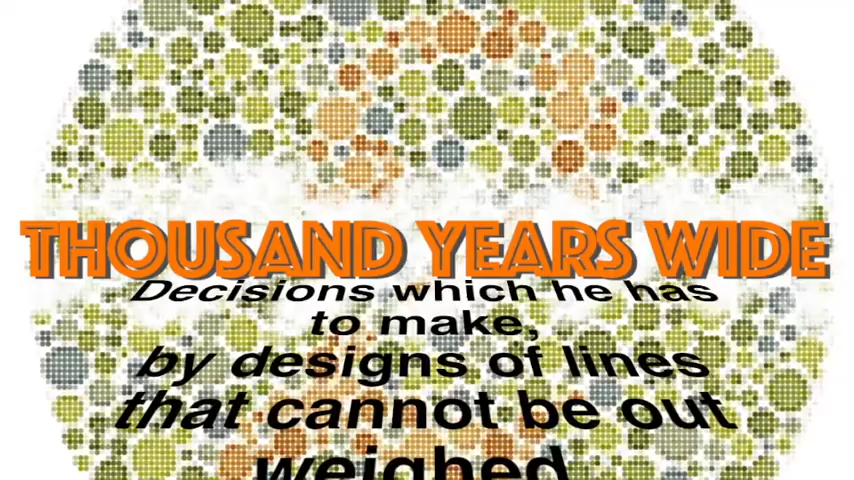 THOUSAND YEARS WIDE
Decisions which he has
to make,
by designs of lines
that cannot be out
weighed